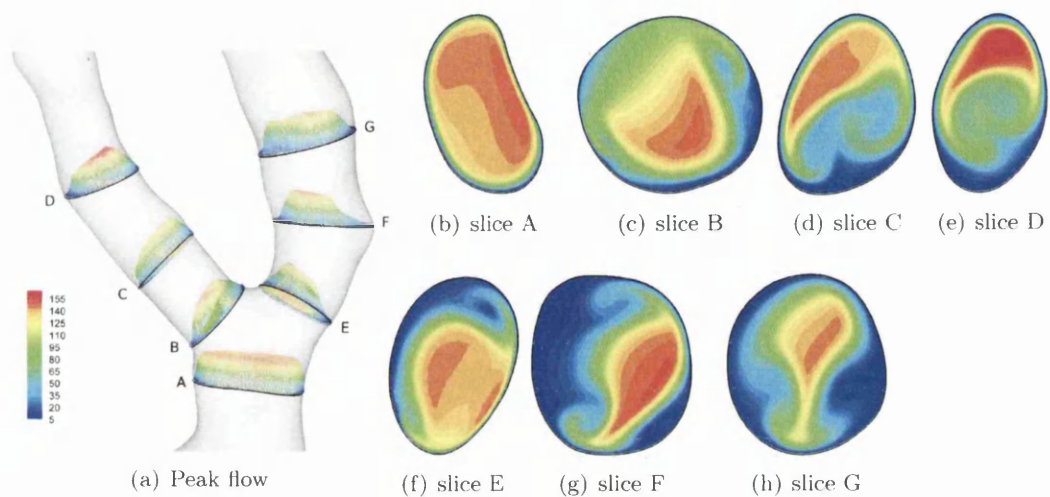 G
D
F
C
E
B
A
155
140
125
110
95
80
65
50
35
20
5
(a) Peak flow
(b) slice A
(c) slice B
(d) slice C
(e) slice D
(f) slice E
(g) slice F
(h) slice G